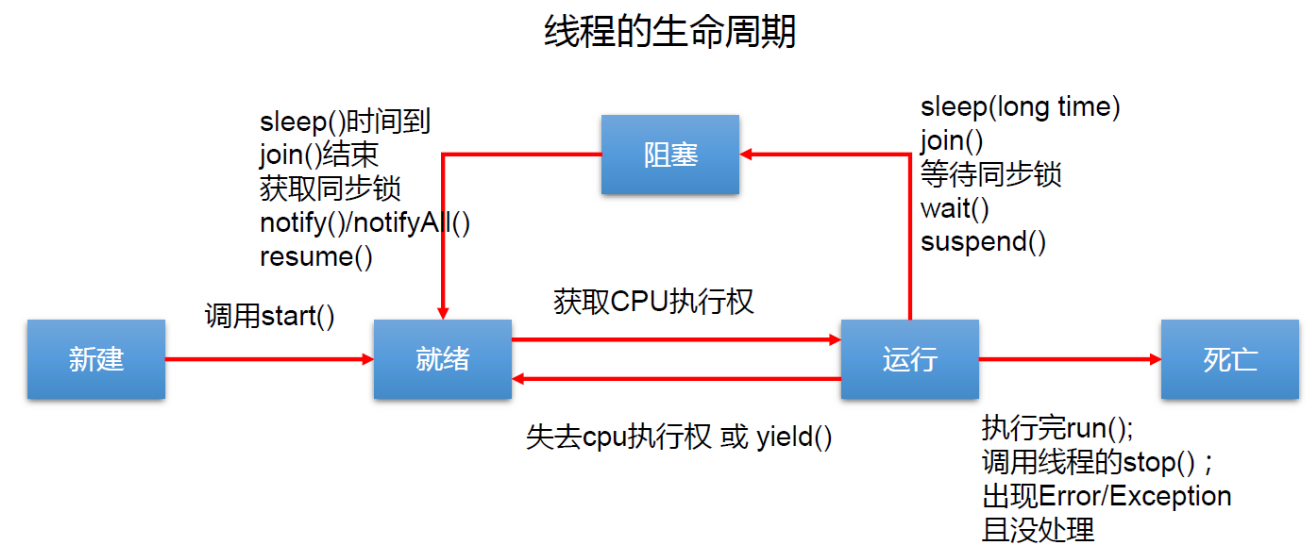 线程的生命周期
sleep()时间到
join()结束
获取同步锁
notify()/notifyAll()
resume()
阻塞
sleep(long time)
join()
等待同步锁
wait()
suspend()
调用start()
获取CPU执行权
新建
就绪
运行
死亡
失去cpu执行权 或 yield()
执行完run();
调用线程的stop() ;
出现Error/Exception
且没处理